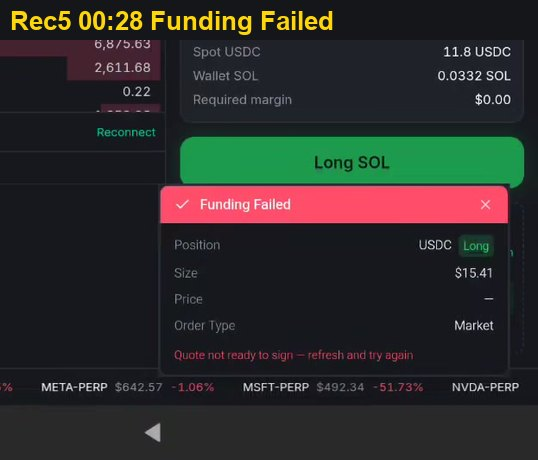 Rec5 00:28 Funding Failed
6,875.63
2,611.68
0.22
Reconnect
Spot USDC 11.8 USDC
Wallet SOL 0.0332 SOL
Required margin $0.00
Long SOL
Funding Failed
Position USDC Long
Size $15.41
Price —
Order Type Market
Quote not ready to sign — refresh and try again
META-PERP $642.57 -1.06% MSFT-PERP $492.34 -51.73% NVDA-PERP